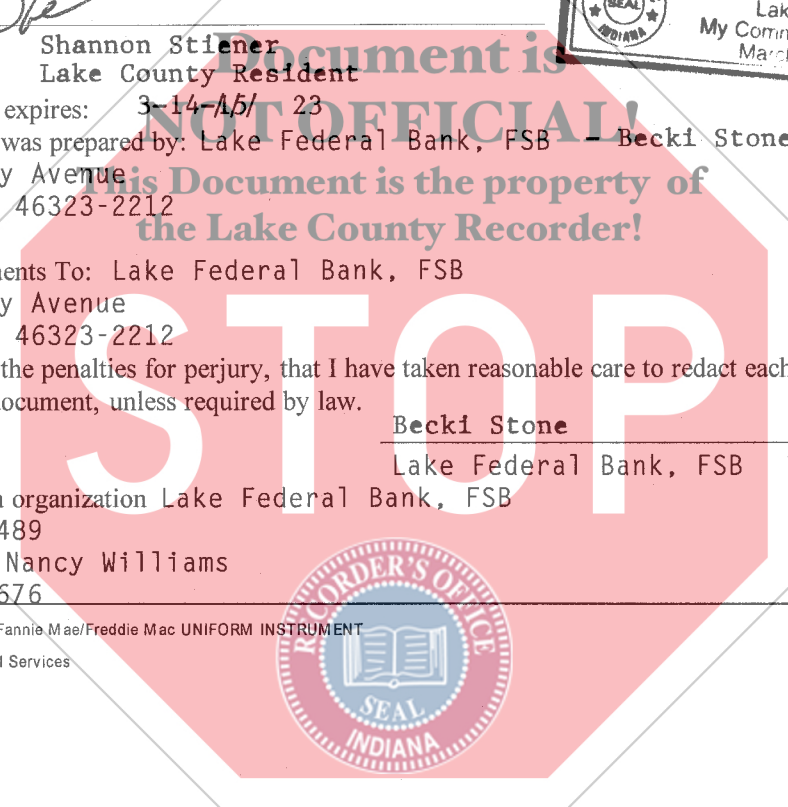 Lak
SEAL
INDIANA
My Comm
March
Shannon Stiener
Lake County Resident
Document is
expires: 3-14-15/ 23
NOT OFFICIAL!
was prepared by: Lake Federal Bank, FSB - Becki Stone
y Avenue
This Document is the property of
46323-2212
the Lake County Recorder!
ents To: Lake Federal Bank, FSB
y Avenue
46323-2212
STOP
the penalties for perjury, that I have taken reasonable care to redact each
ocument, unless required by law.
Becki Stone
Lake Federal Bank, FSB
organization Lake Federal Bank, FSB
489
Nancy Williams
676
Fannie Mae/Freddie Mac UNIFORM INSTRUMENT
l Services
RECORDER'S OFFICE
SEAL
INDIANA